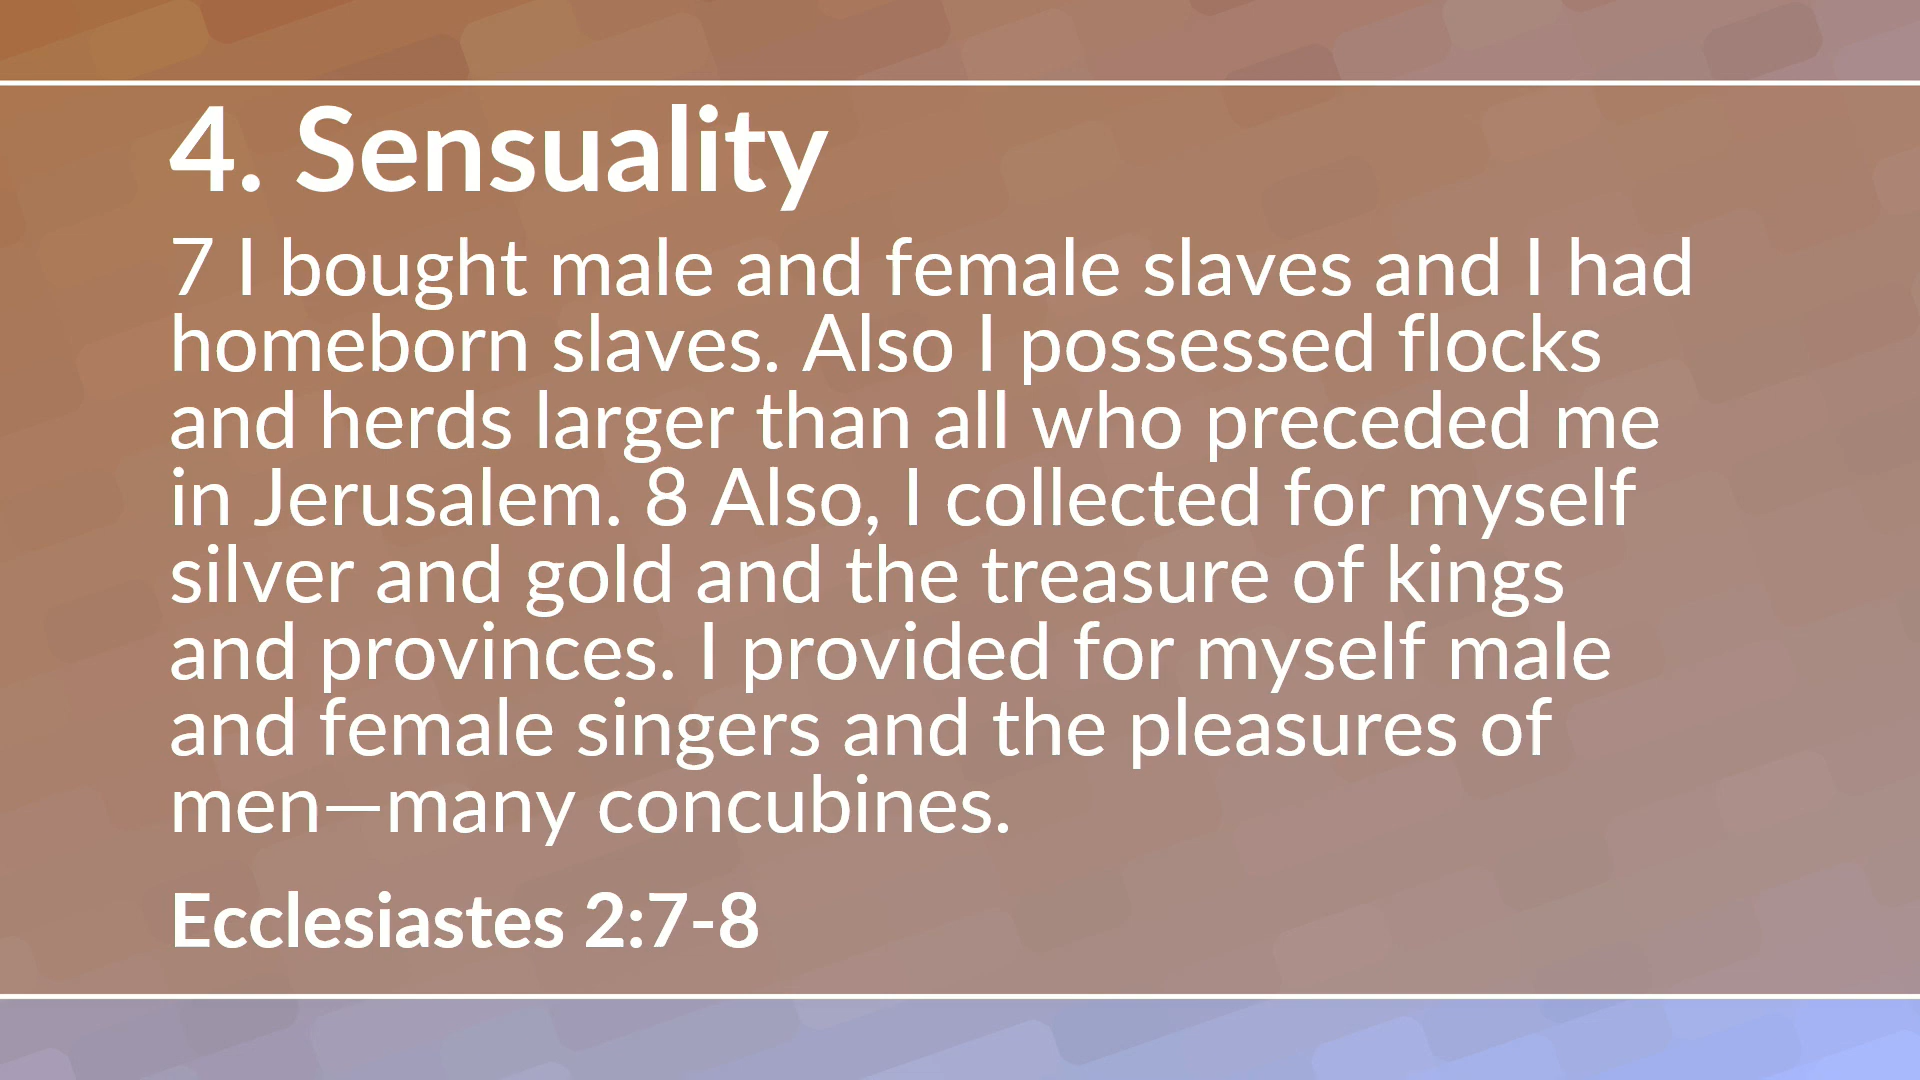 4. Sensuality
7 I bought male and female slaves and I had
homeborn slaves. Also I possessed flocks
and herds larger than all who preceded me
in Jerusalem. 8 Also, I collected for myself
silver and gold and the treasure of kings
and provinces. I provided for myself male
and female singers and the pleasures of
men—many concubines.
Ecclesiastes 2:7-8